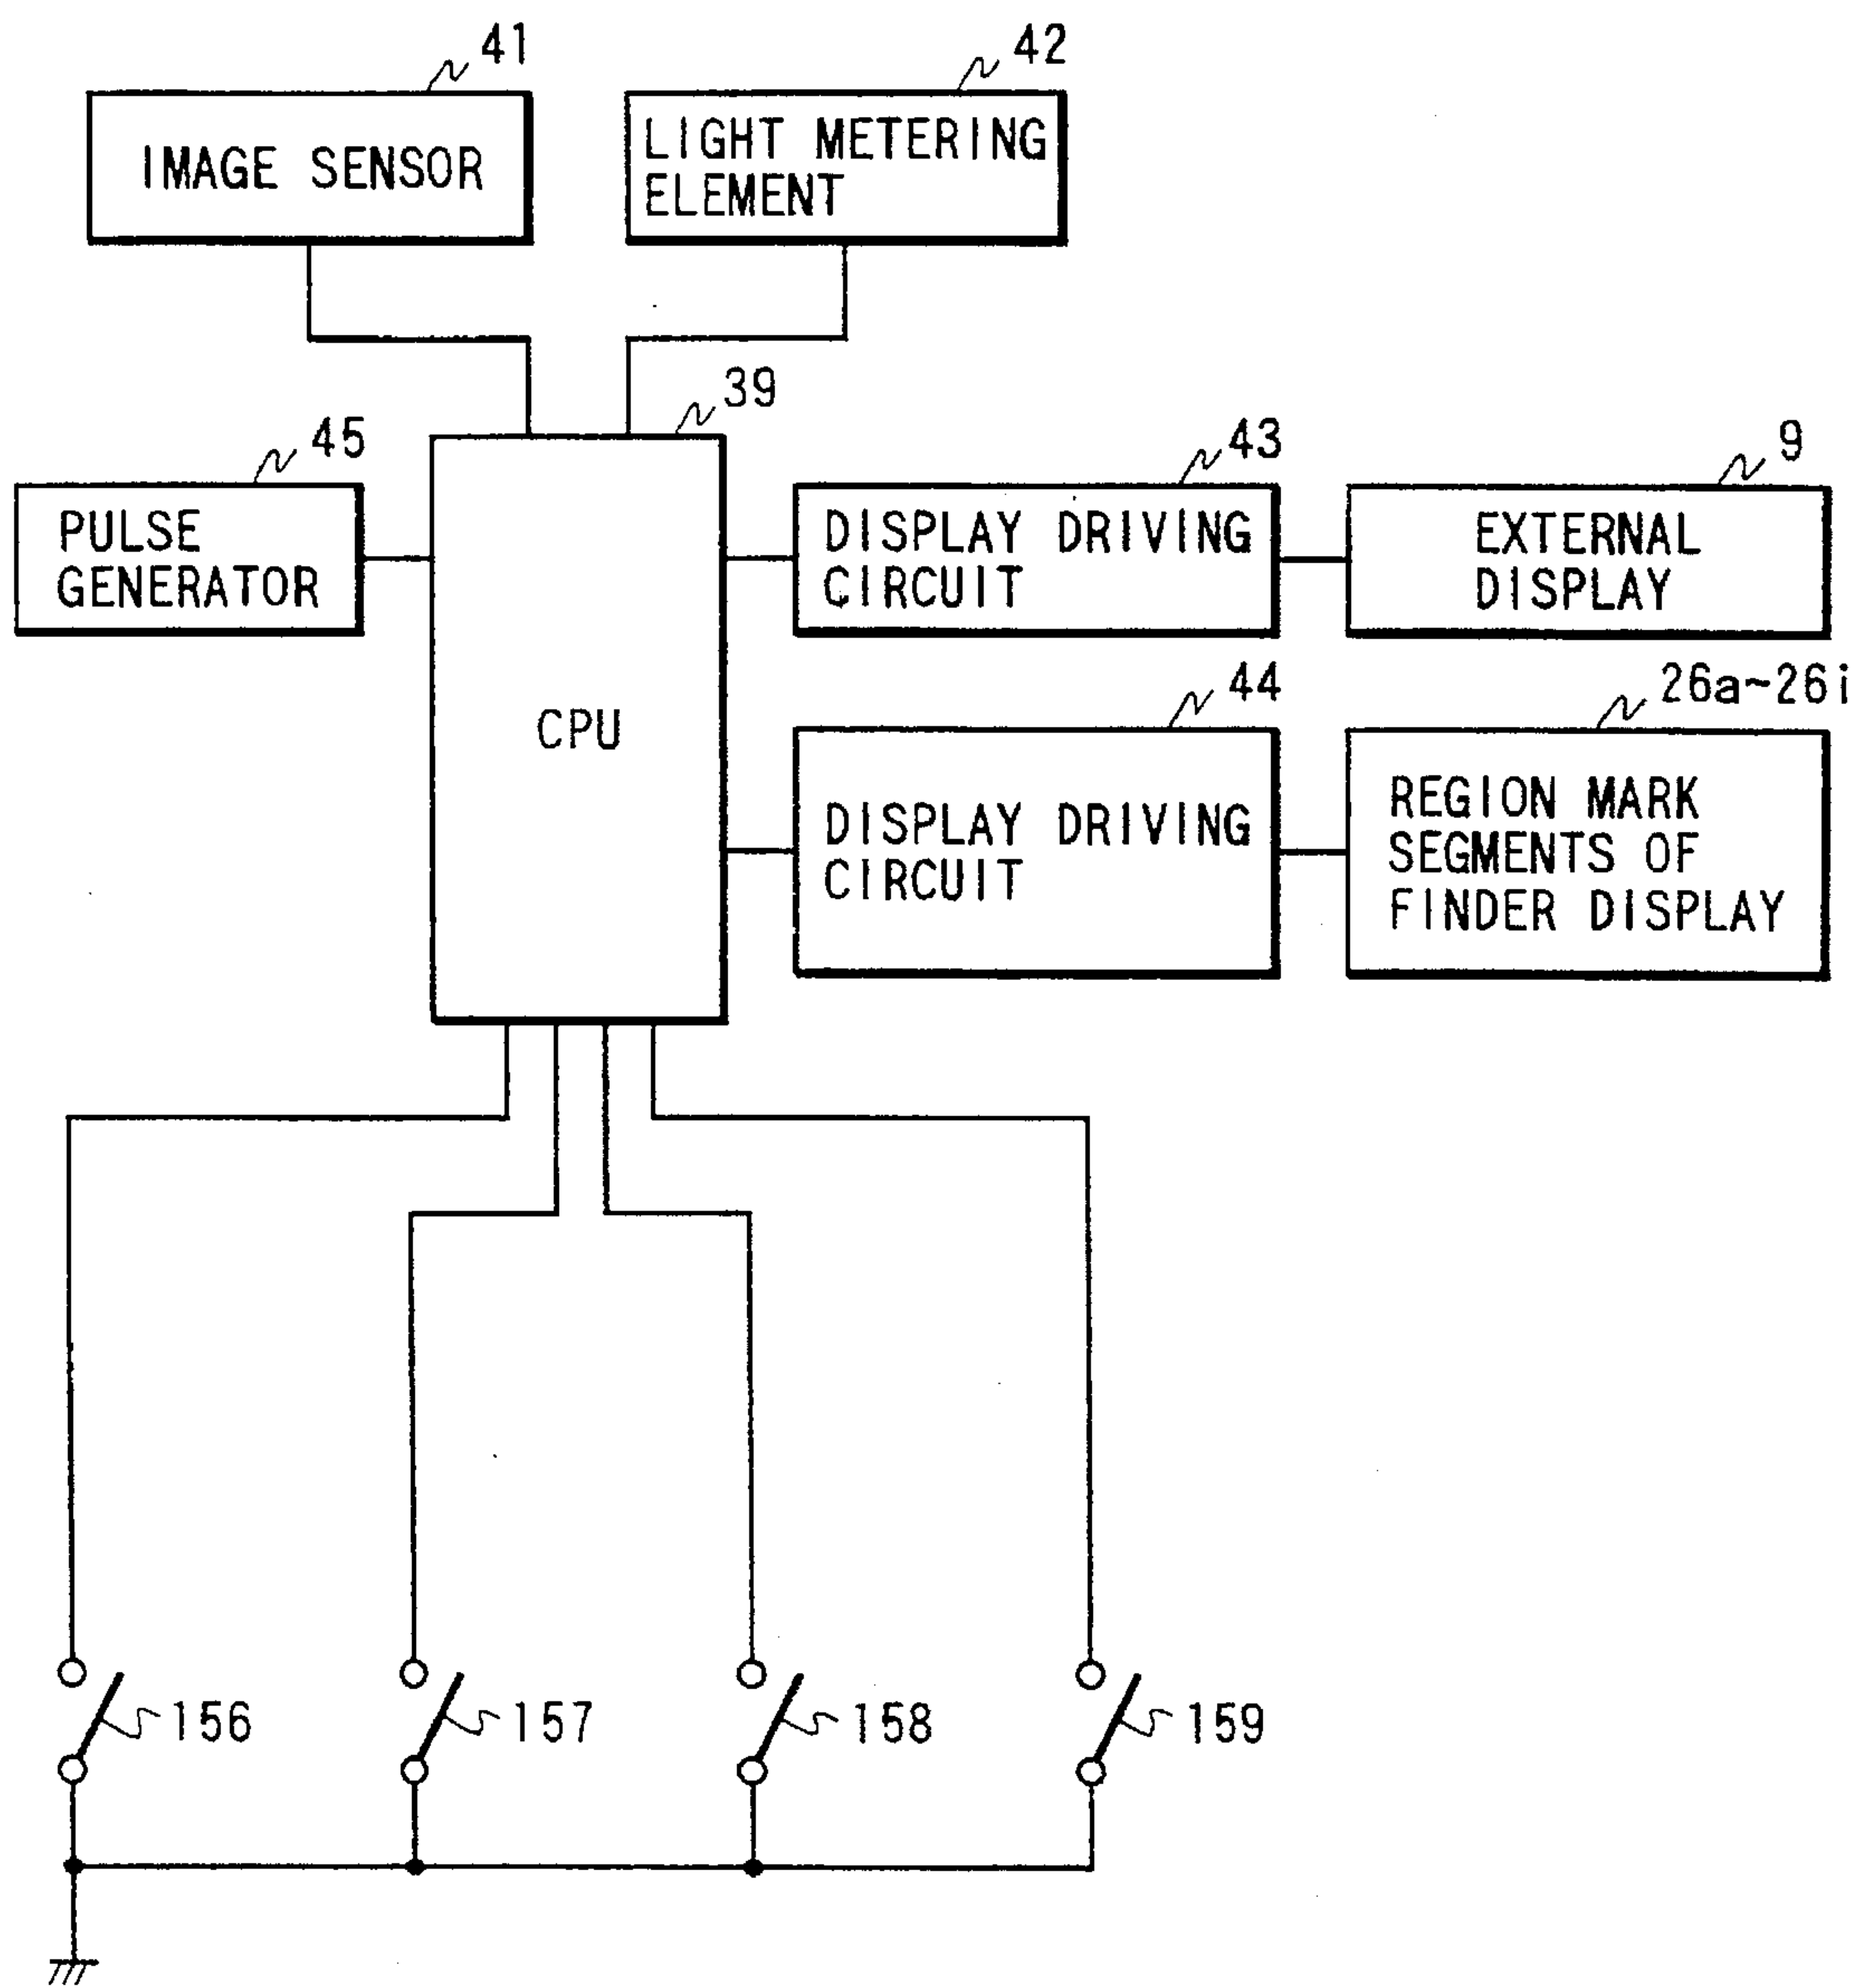 41
42
IMAGE SENSOR
LIGHT METERING
ELEMENT
39
45
43
9
PULSE
GENERATOR
DISPLAY DRIVING
CIRCUIT
EXTERNAL
DISPLAY
CPU
44
26a~26i
DISPLAY DRIVING
CIRCUIT
REGION MARK
SEGMENTS OF
FINDER DISPLAY
156
157
158
159